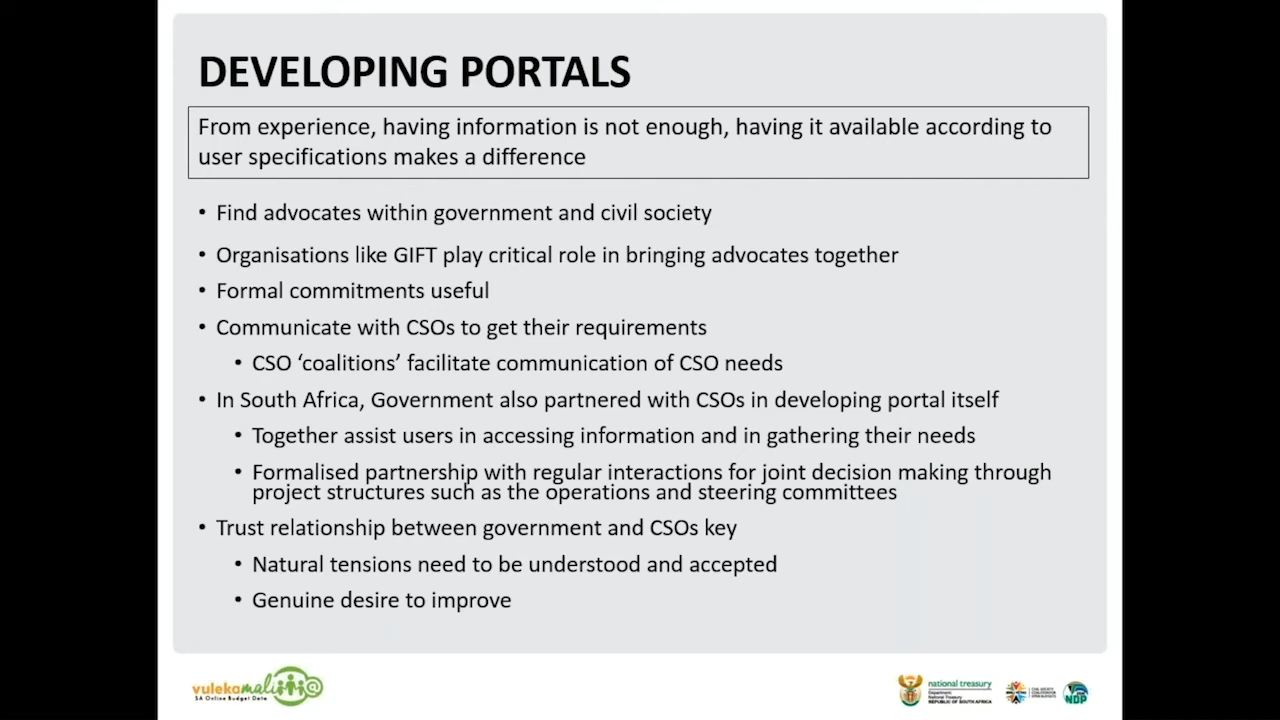 DEVELOPING PORTALS
From experience, having information is not enough, having it available according to
user specifications makes a difference
• Find advocates within government and civil society
• Organisations like GIFT play critical role in bringing advocates together
• Formal commitments useful
• Communicate with CSOs to get their requirements
• CSO ‘coalitions’ facilitate communication of CSO needs
• In South Africa, Government also partnered with CSOs in developing portal itself
• Together assist users in accessing information and in gathering their needs
• Formalised partnership with regular interactions for joint decision making through
project structures such as the operations and steering committees
• Trust relationship between government and CSOs key
• Natural tensions need to be understood and accepted
• Genuine desire to improve
vulekamali
SA Online Budget Data
national treasury
Department:
National Treasury
REPUBLIC OF SOUTH AFRICA
NDP